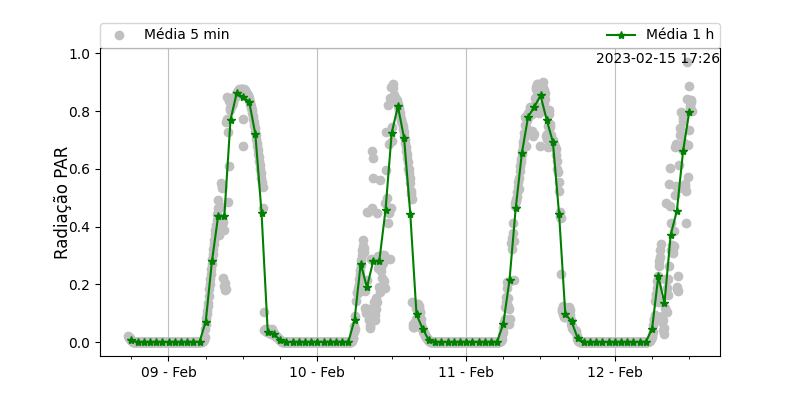 Média 5 min
Média 1 h
2023-02-15 17:26
1.0
0.8
0.6
0.4
0.2
0.0
Radiação PAR
09 - Feb
10 - Feb
11 - Feb
12 - Feb